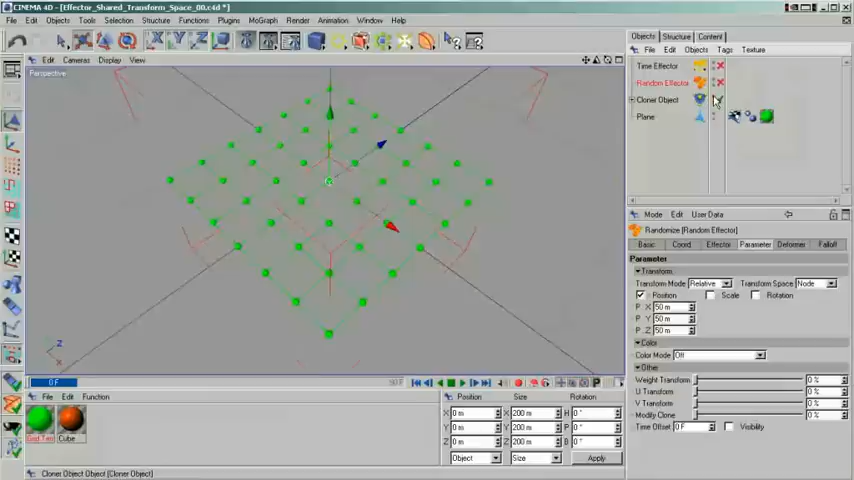 CINEMA 4D - [Effector_Shared_Transform_Space_00.c4d *]
File Edit Objects Tools Selection Structure Functions Plugins MoGraph Render Animation Window Help
Edit Cameras Display View
Perspective
Z
X
0 F
90 F
File Edit Function
Cube
Position Size Rotation
X 0 m X 200 m H 0 °
Y 0 m Y 200 m P 0 °
Z 0 m Z 200 m B 0 °
Object Size Apply
Cloner Object Object [Cloner Object]
Objects Structure Content
File Edit Objects Tags Texture
Time Effector
Random Effector
Cloner Object
Plane
Mode Edit User Data
Randomize [Random Effector]
Basic Coord Effector Parameter Deformer Falloff
Parameter
Transform
Transform Mode Relative Transform Space Node
Position Scale Rotation
P . X 50 m
P . Y 50 m
P . Z 50 m
Color
Color Mode Off
Other
Weight Transform 0 %
U Transform 0 %
V Transform 0 %
Modify Clone 0 %
Time Offset 0 F Visibility